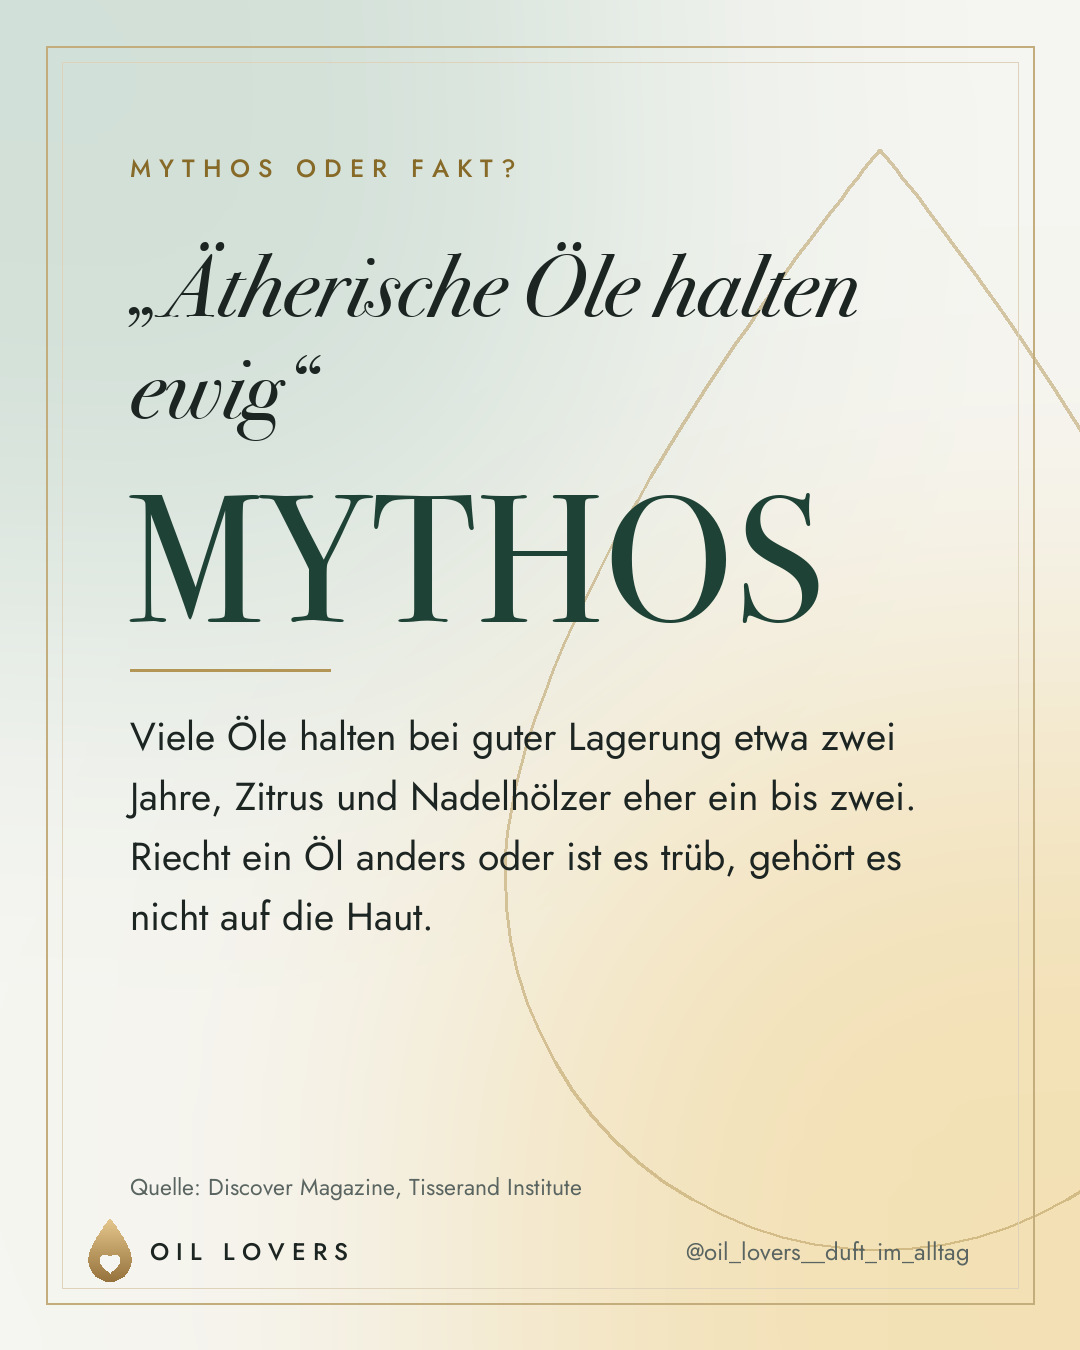 MYTHOS ODER FAKT?
„Ätherische Öle halten
ewig“
MYTHOS
Viele Öle halten bei guter Lagerung etwa zwei
Jahre, Zitrus und Nadelhölzer eher ein bis zwei.
Riecht ein Öl anders oder ist es trüb, gehört es
nicht auf die Haut.
Quelle: Discover Magazine, Tisserand Institute
OIL LOVERS
@oil_lovers__duft_im_alltag